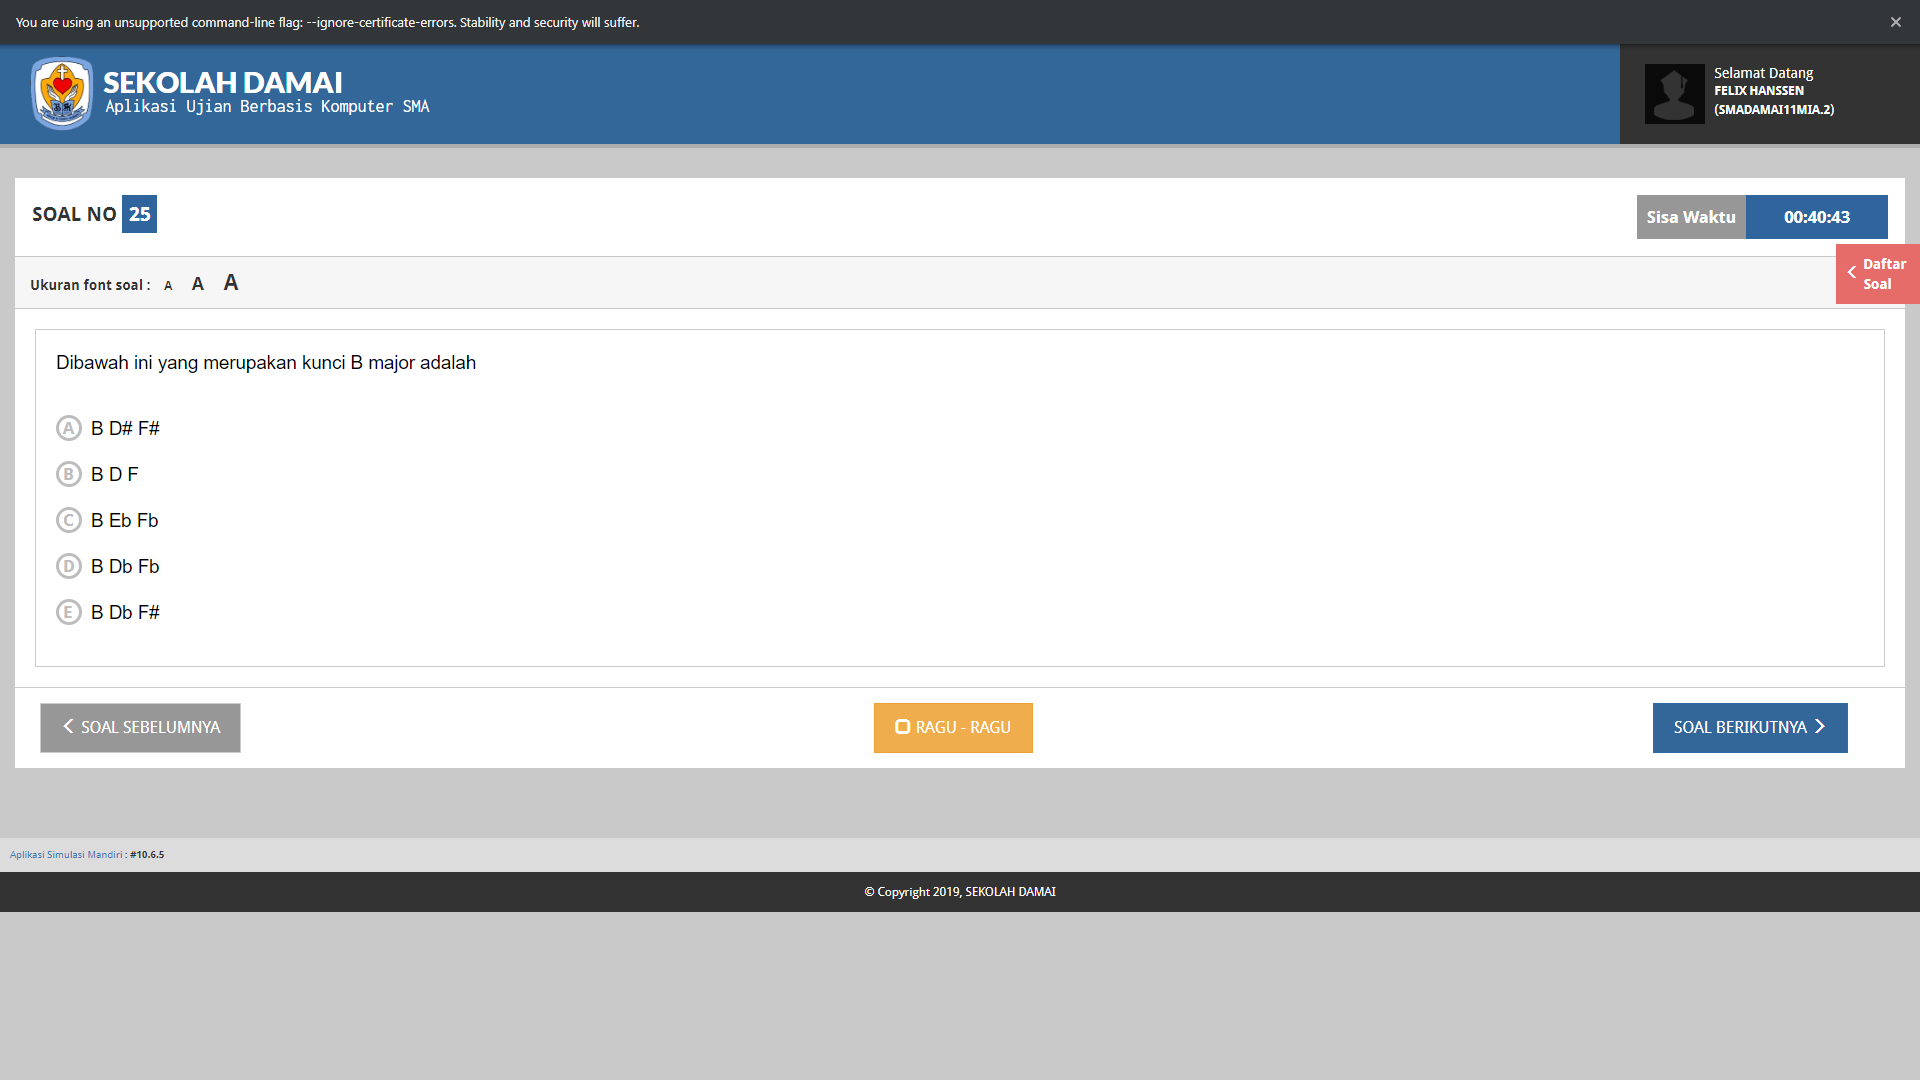 You are using an unsupported command-line flag: --ignore-certificate-errors. Stability and security will suffer.
SEKOLAH DAMAI
Aplikasi Ujian Berbasis Komputer SMA
Selamat Datang
FELIX HANSSEN
(SMADAMAI11MIA.2)
SOAL NO 25
Sisa Waktu 00:40:43
Daftar
Soal
Ukuran font soal : A A A
Dibawah ini yang merupakan kunci B major adalah
A B D# F#
B B D F
C B Eb Fb
D B Db Fb
E B Db F#
SOAL SEBELUMNYA
RAGU - RAGU
SOAL BERIKUTNYA
Aplikasi Simulasi Mandiri : #10.6.5
© Copyright 2019, SEKOLAH DAMAI